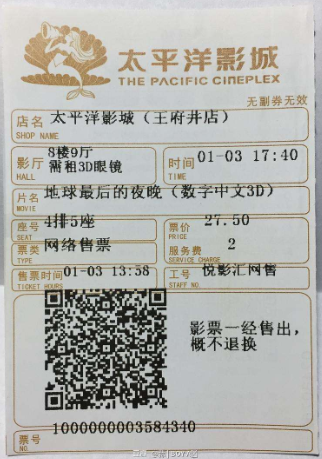 太平洋影城
THE PACIFIC CINEPLEX
无副券无效
店名 太平洋影城（王府井店）
SHOP NAME
影厅 8楼9厅 时间 01-03 17:40
HALL 需租3D眼镜 TIME
片名 地球最后的夜晚（数字中文3D）
MOVIE
座号 4排5座 票价 27.50
SEAT PRICE
票类 网络售票 服务费 2
TYPE SERVICE CHARGE
售票时间 01-03 13:58 工号 悦影汇网售
TICKET HOURS STAFF NO.
影票一经售出，
概不退换
票号 1000000003584340